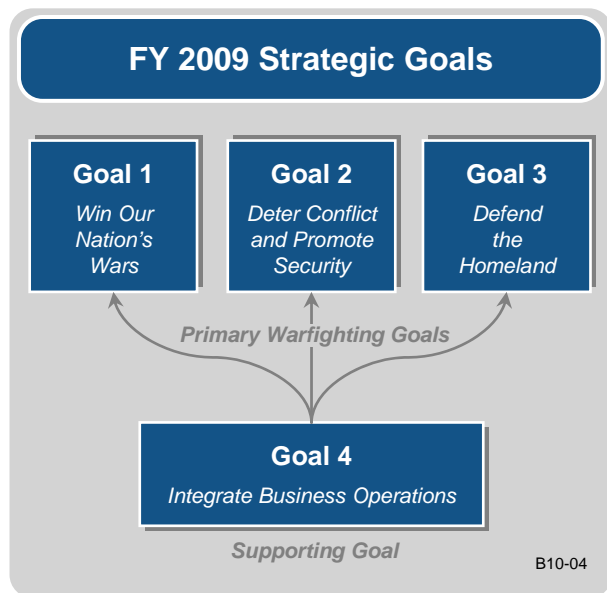 FY 2009 Strategic Goals
Goal 1
Win Our
Nation's
Wars
Goal 2
Deter Conflict
and Promote
Security
Goal 3
Defend
the
Homeland
Primary Warfighting Goals
Goal 4
Integrate Business Operations
Supporting Goal
B10-04